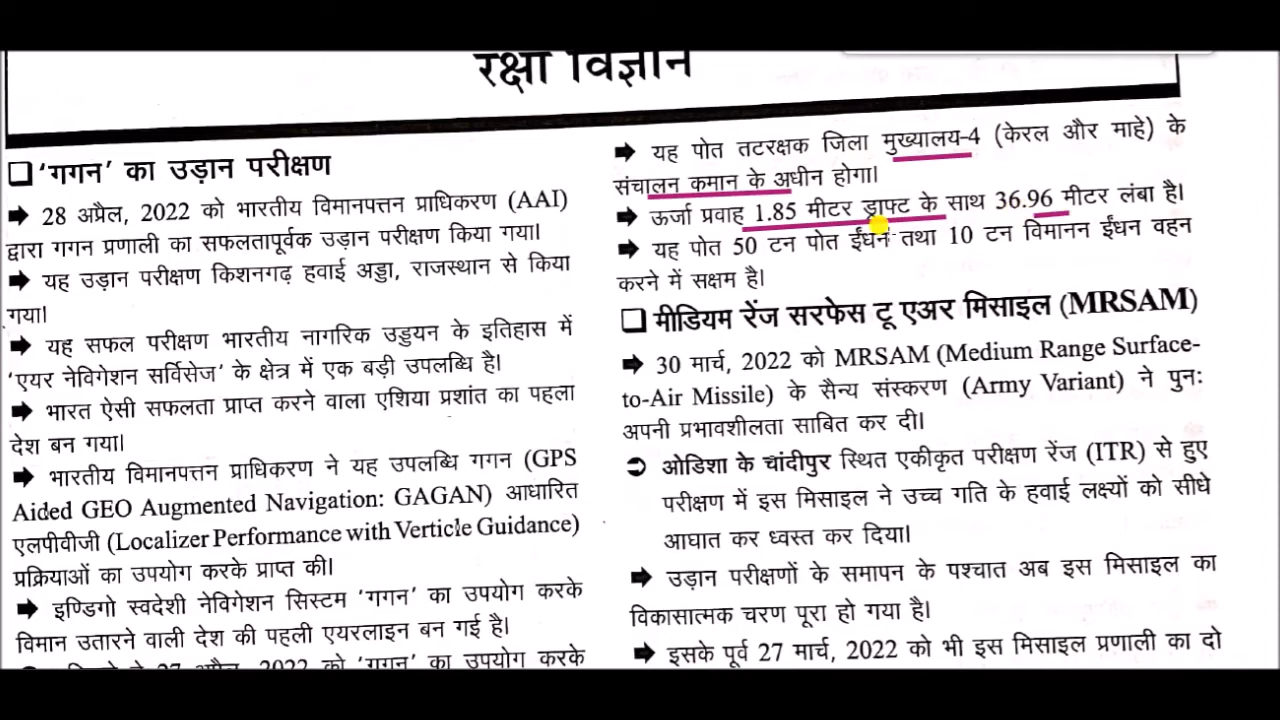 रक्षा विज्ञान
❑ ‘गगन’ का उड़ान परीक्षण
➡ 28 अप्रैल, 2022 को भारतीय विमानपत्तन प्राधिकरण (AAI)
द्वारा गगन प्रणाली का सफलतापूर्वक उड़ान परीक्षण किया गया।
➡ यह उड़ान परीक्षण किशनगढ़ हवाई अड्डा, राजस्थान से किया
गया।
➡ यह सफल परीक्षण भारतीय नागरिक उड्डयन के इतिहास में
‘एयर नेविगेशन सर्विसेज’ के क्षेत्र में एक बड़ी उपलब्धि है।
➡ भारत ऐसी सफलता प्राप्त करने वाला एशिया प्रशांत का पहला
देश बन गया।
➡ भारतीय विमानपत्तन प्राधिकरण ने यह उपलब्धि गगन (GPS
Aided GEO Augmented Navigation: GAGAN) आधारित
एलपीवीजी (Localizer Performance with Verticle Guidance)
प्रक्रियाओं का उपयोग करके प्राप्त की।
➡ इण्डिगो स्वदेशी नेविगेशन सिस्टम ‘गगन’ का उपयोग करके
विमान उतारने वाली देश की पहली एयरलाइन बन गई है।
27 अप्रैल, 2022 को ‘गगन’ का उपयोग करके
➡ यह पोत तटरक्षक जिला मुख्यालय-4 (केरल और माहे) के
संचालन कमान के अधीन होगा।
➡ ऊर्जा प्रवाह 1.85 मीटर ड्राफ्ट के साथ 36.96 मीटर लंबा है।
➡ यह पोत 50 टन पोत ईंधन तथा 10 टन विमानन ईंधन वहन
करने में सक्षम है।
❑ मीडियम रेंज सरफेस टू एअर मिसाइल (MRSAM)
➡ 30 मार्च, 2022 को MRSAM (Medium Range Surface-
to-Air Missile) के सैन्य संस्करण (Army Variant) ने पुनः
अपनी प्रभावशीलता साबित कर दी।
➲ ओडिशा के चांदीपुर स्थित एकीकृत परीक्षण रेंज (ITR) से हुए
परीक्षण में इस मिसाइल ने उच्च गति के हवाई लक्ष्यों को सीधे
आघात कर ध्वस्त कर दिया।
➡ उड़ान परीक्षणों के समापन के पश्चात अब इस मिसाइल का
विकासात्मक चरण पूरा हो गया है।
➡ इसके पूर्व 27 मार्च, 2022 को भी इस मिसाइल प्रणाली का दो